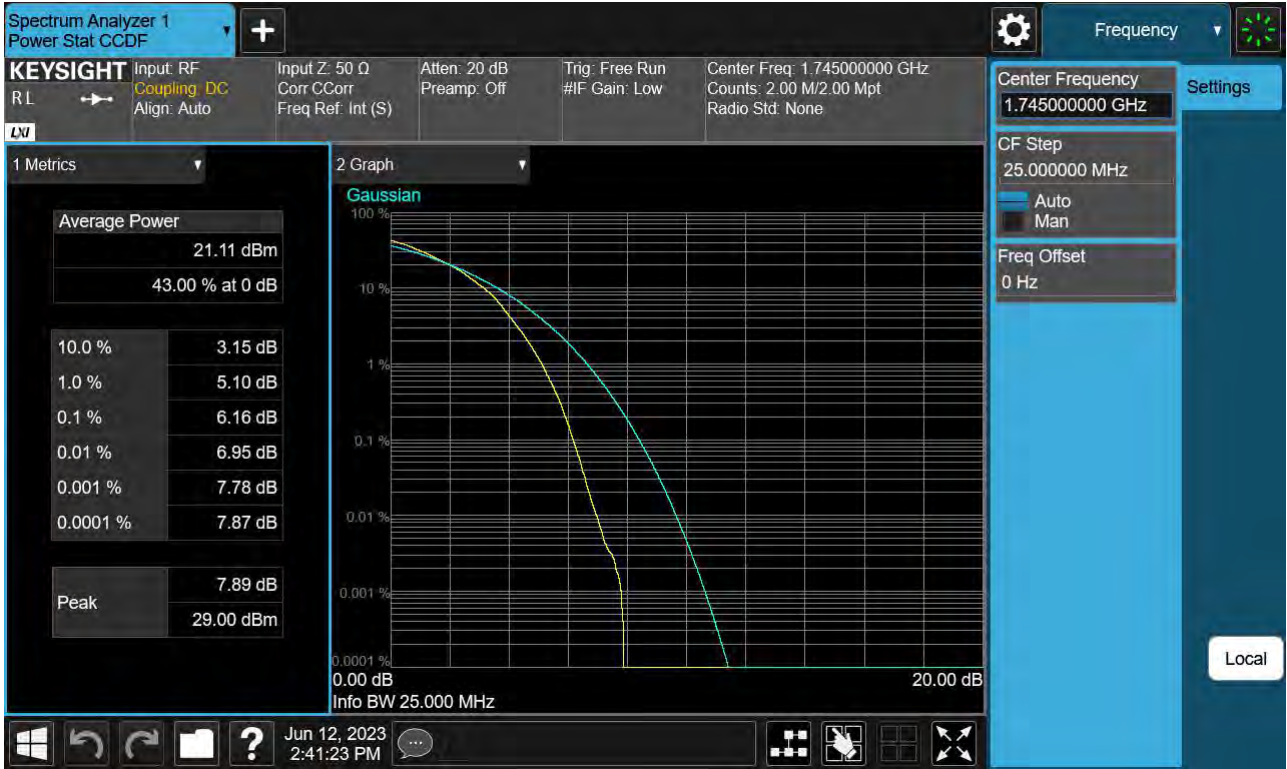 Spectrum Analyzer 1
Power Stat CCDF
+
Frequency
KEYSIGHT
RL
LXI
Input: RF
Coupling: DC
Align: Auto
Input Z: 50 Ω
Corr CCorr
Freq Ref: Int (S)
Atten: 20 dB
Preamp: Off
Trig: Free Run
#IF Gain: Low
Center Freq: 1.745000000 GHz
Counts: 2.00 M/2.00 Mpt
Radio Std: None
Center Frequency
1.745000000 GHz
Settings
CF Step
25.000000 MHz
Auto
Man
Freq Offset
0 Hz
Local
1 Metrics
Average Power
21.11 dBm
43.00 % at 0 dB
10.0 % 3.15 dB
1.0 % 5.10 dB
0.1 % 6.16 dB
0.01 % 6.95 dB
0.001 % 7.78 dB
0.0001 % 7.87 dB
Peak
7.89 dB
29.00 dBm
2 Graph
Gaussian
100 %
10 %
1 %
0.1 %
0.01 %
0.001 %
0.0001 %
0.00 dB 20.00 dB
Info BW 25.000 MHz
?
Jun 12, 2023
2:41:23 PM